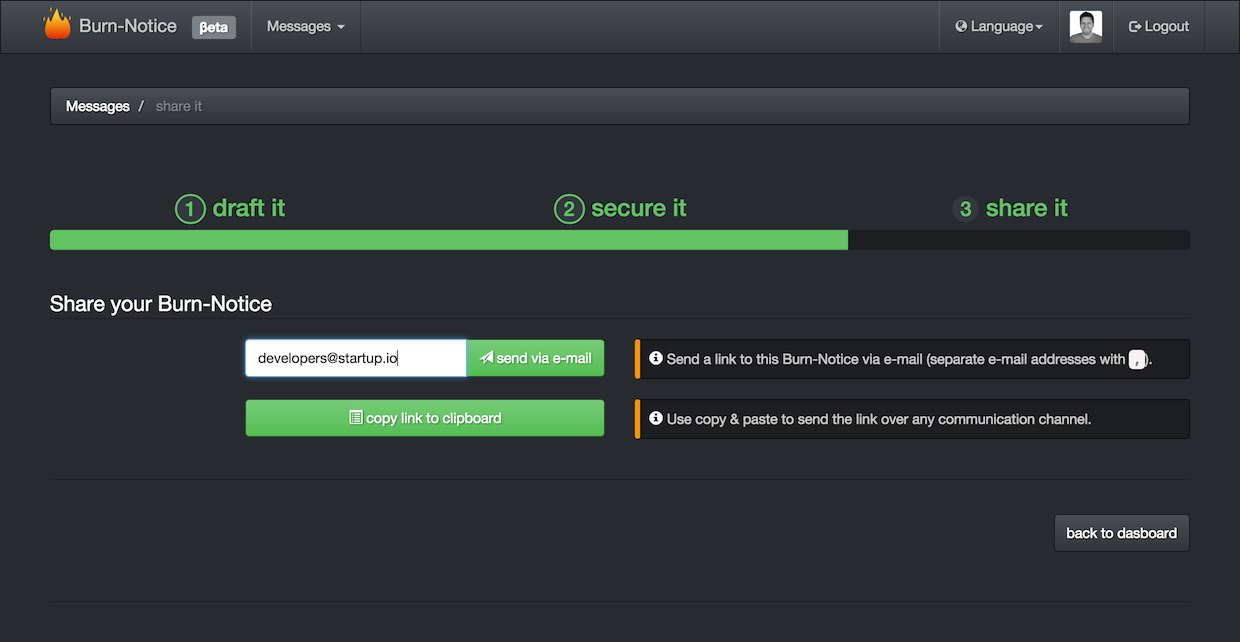 Burn-Notice βeta Messages Language Logout
Messages / share it
1 draft it 2 secure it 3 share it
Share your Burn-Notice
developers@startup.io send via e-mail Send a link to this Burn-Notice via e-mail (separate e-mail addresses with , ).
copy link to clipboard Use copy & paste to send the link over any communication channel.
back to dasboard